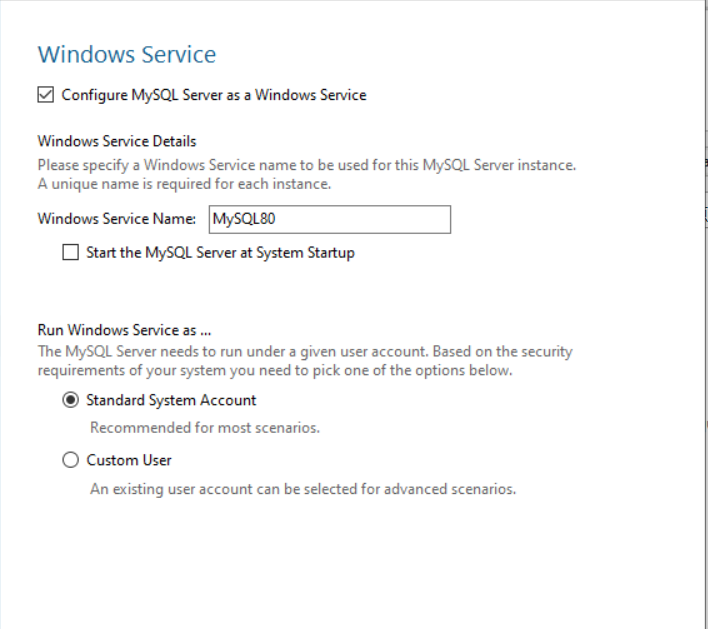 Windows Service
Configure MySQL Server as a Windows Service
Windows Service Details
Please specify a Windows Service name to be used for this MySQL Server instance.
A unique name is required for each instance.
Windows Service Name: MySQL80
Start the MySQL Server at System Startup
Run Windows Service as ...
The MySQL Server needs to run under a given user account. Based on the security
requirements of your system you need to pick one of the options below.
Standard System Account
Recommended for most scenarios.
Custom User
An existing user account can be selected for advanced scenarios.